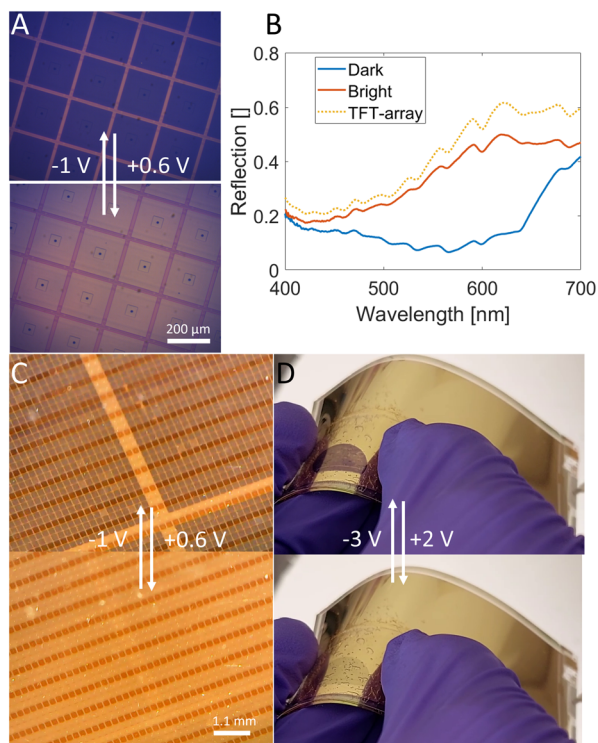 A
-1 V
+0.6 V
200 µm
B
0.8
0.6
0.4
0.2
0
Reflection []
Dark
Bright
TFT-array
400
500
600
700
Wavelength [nm]
C
-1 V
+0.6 V
1.1 mm
D
-3 V
+2 V